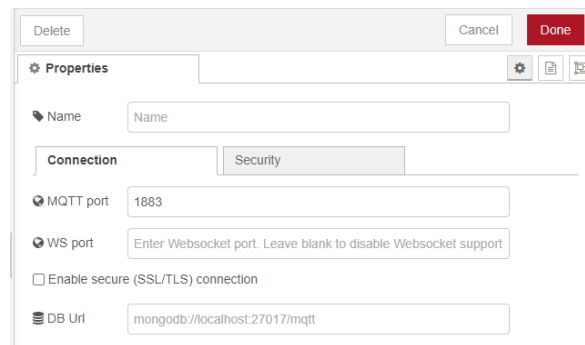 Delete Cancel Done
Properties
Name Name
Connection Security
MQTT port 1883
WS port Enter Websocket port. Leave blank to disable Websocket support
Enable secure (SSL/TLS) connection
DB Url mongodb://localhost:27017/mqtt